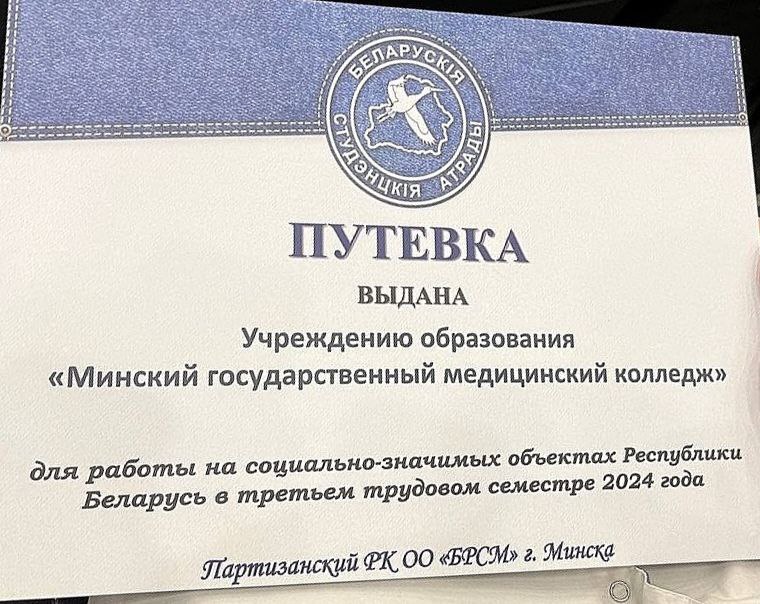 БЕЛАРУСКІЯ
СТУДЭНЦКІЯ АТРАДЫ
ПУТЕВКА
ВЫДАНА
Учреждению образования
«Минский государственный медицинский колледж»
для работы на социально-значимых объектах Республики
Беларусь в третьем трудовом семестре 2024 года
Партизанский РК ОО «БРСМ» г. Минска